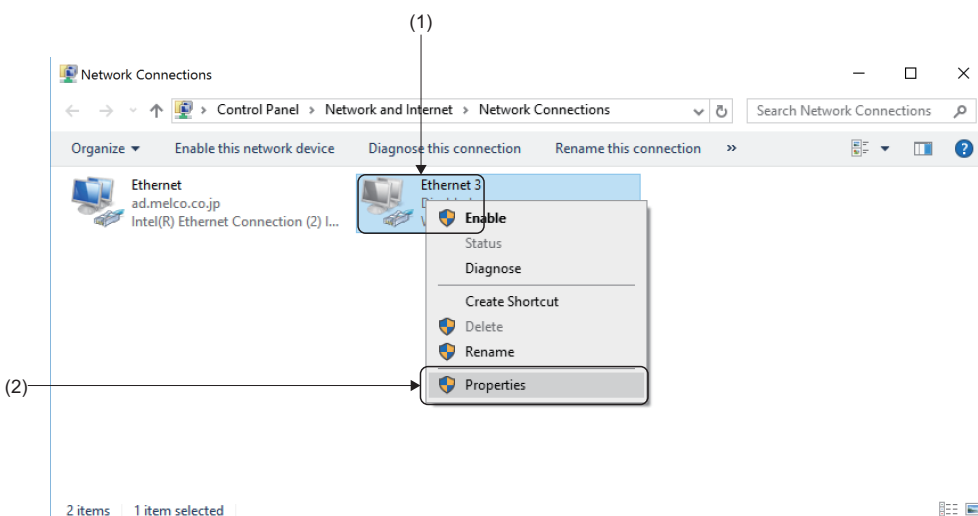 (1)
Network Connections
Control Panel > Network and Internet > Network Connections
Search Network Connections
Organize
Enable this network device
Diagnose this connection
Rename this connection
»
Ethernet
ad.melco.co.jp
Intel(R) Ethernet Connection (2) I...
Ethernet 3
Enable
Status
Diagnose
Create Shortcut
Delete
Rename
(2)
Properties
2 items
1 item selected